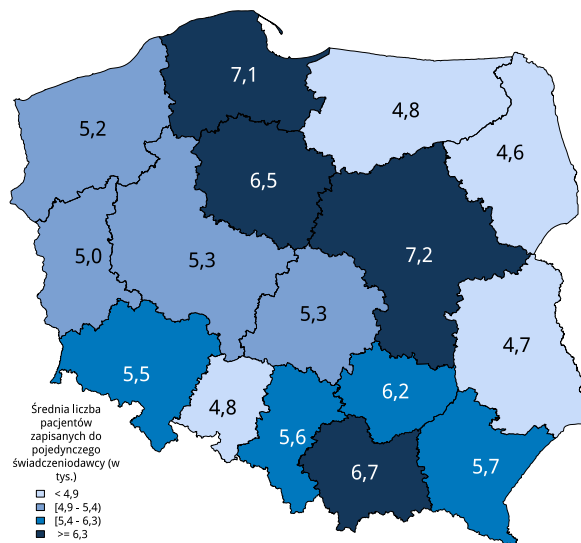 7,1
4,8
5,2
4,6
6,5
5,0
5,3
7,2
5,3
4,7
5,5
6,2
4,8
5,6
6,7
5,7
Średnia liczba
pacjentów
zapisanych do
pojedynczego
świadczeniodawcy (w
tys.)
< 4,9
[4,9 - 5,4)
[5,4 - 6,3)
>= 6,3